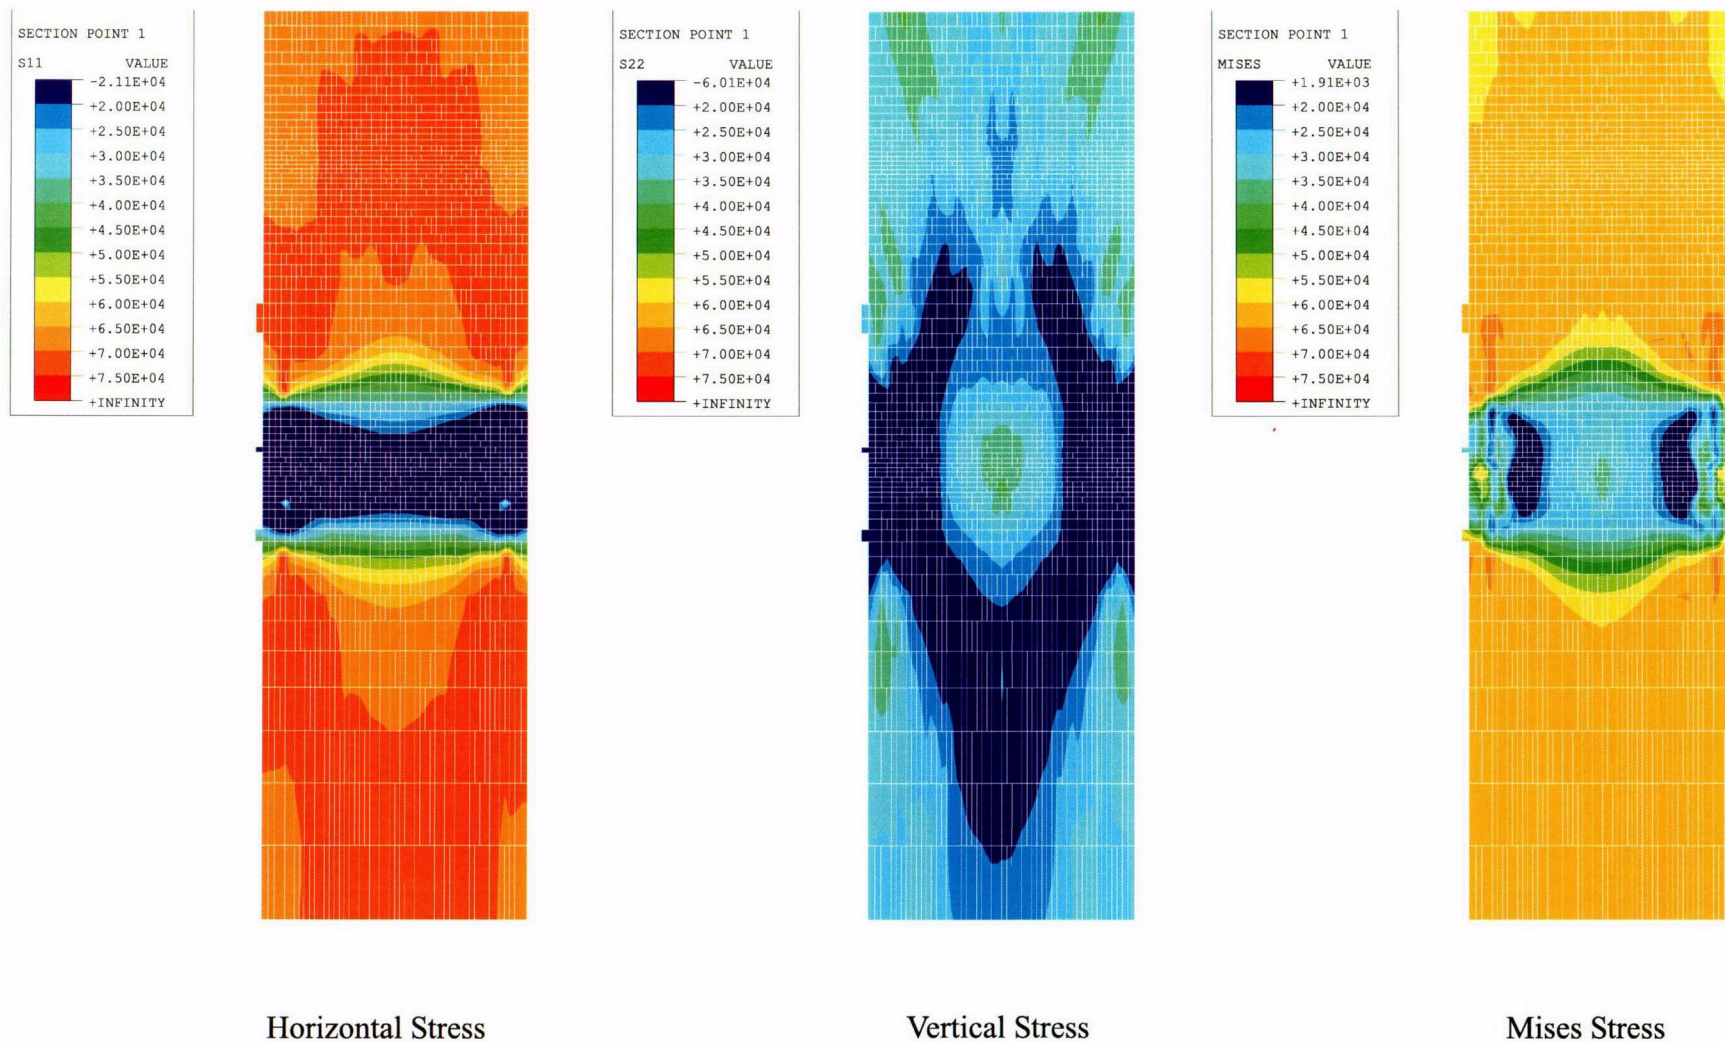 SECTION POINT 1
S11 VALUE
-2.11E+04
+2.00E+04
+2.50E+04
+3.00E+04
+3.50E+04
+4.00E+04
+4.50E+04
+5.00E+04
+5.50E+04
+6.00E+04
+6.50E+04
+7.00E+04
+7.50E+04
+INFINITY
SECTION POINT 1
S22 VALUE
-6.01E+04
+2.00E+04
+2.50E+04
+3.00E+04
+3.50E+04
+4.00E+04
+4.50E+04
+5.00E+04
+5.50E+04
+6.00E+04
+6.50E+04
+7.00E+04
+7.50E+04
+INFINITY
SECTION POINT 1
MISES VALUE
+1.91E+03
+2.00E+04
+2.50E+04
+3.00E+04
+3.50E+04
+4.00E+04
+4.50E+04
+5.00E+04
+5.50E+04
+6.00E+04
+6.50E+04
+7.00E+04
+7.50E+04
+INFINITY
Horizontal Stress
Vertical Stress
Mises Stress